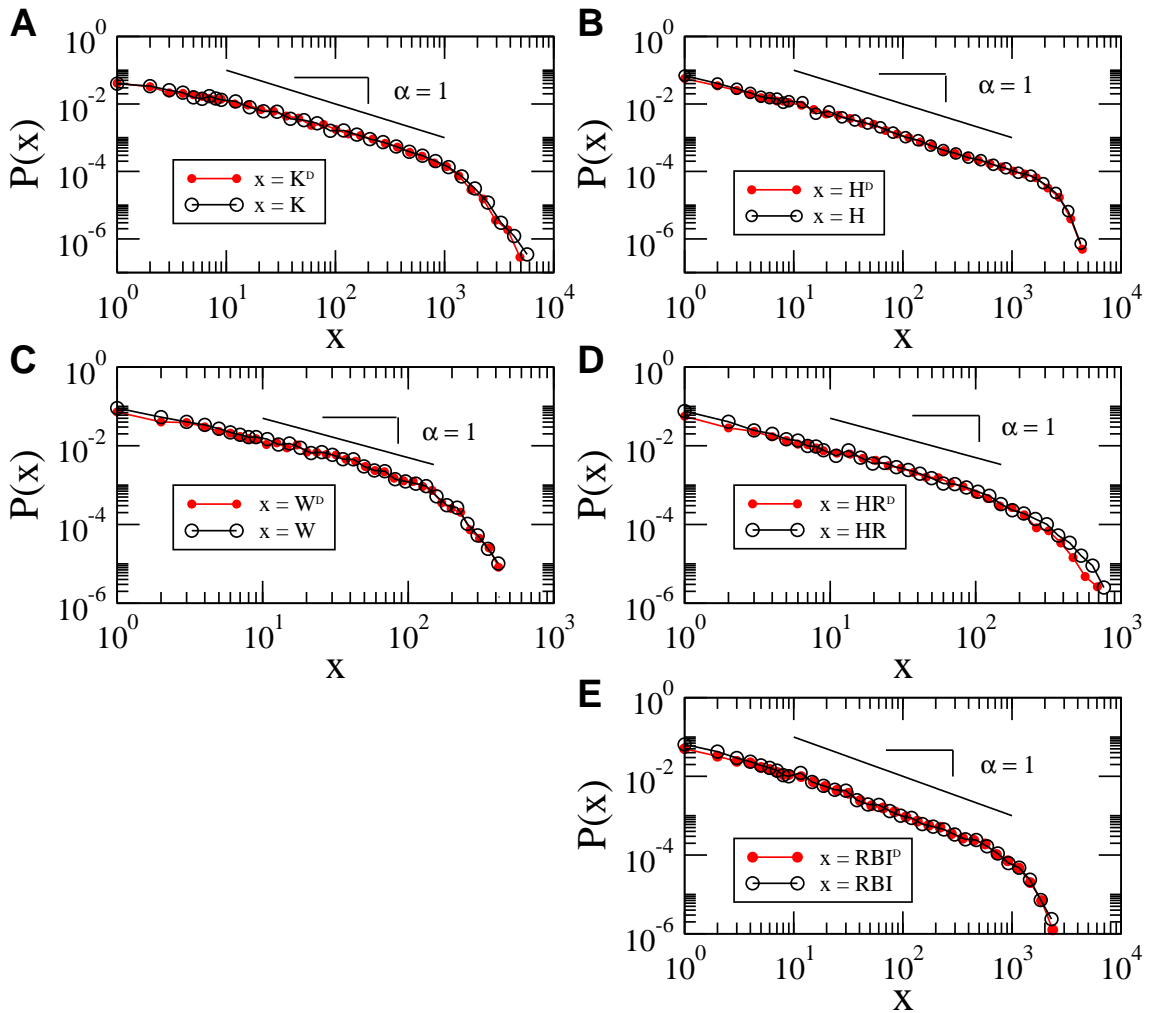 A
10^0
10^-2
10^-4
10^-6
P(x)
α = 1
x = K^D
x = K
10^0 10^1 10^2 10^3 10^4
x
B
10^0
10^-2
10^-4
10^-6
P(x)
α = 1
x = H^D
x = H
10^0 10^1 10^2 10^3 10^4
x
C
10^0
10^-2
10^-4
10^-6
P(x)
α = 1
x = W^D
x = W
10^0 10^1 10^2 10^3
x
D
10^0
10^-2
10^-4
10^-6
P(x)
α = 1
x = HR^D
x = HR
10^0 10^1 10^2 10^3
x
E
10^0
10^-2
10^-4
10^-6
P(x)
α = 1
x = RBI^D
x = RBI
10^0 10^1 10^2 10^3 10^4
x